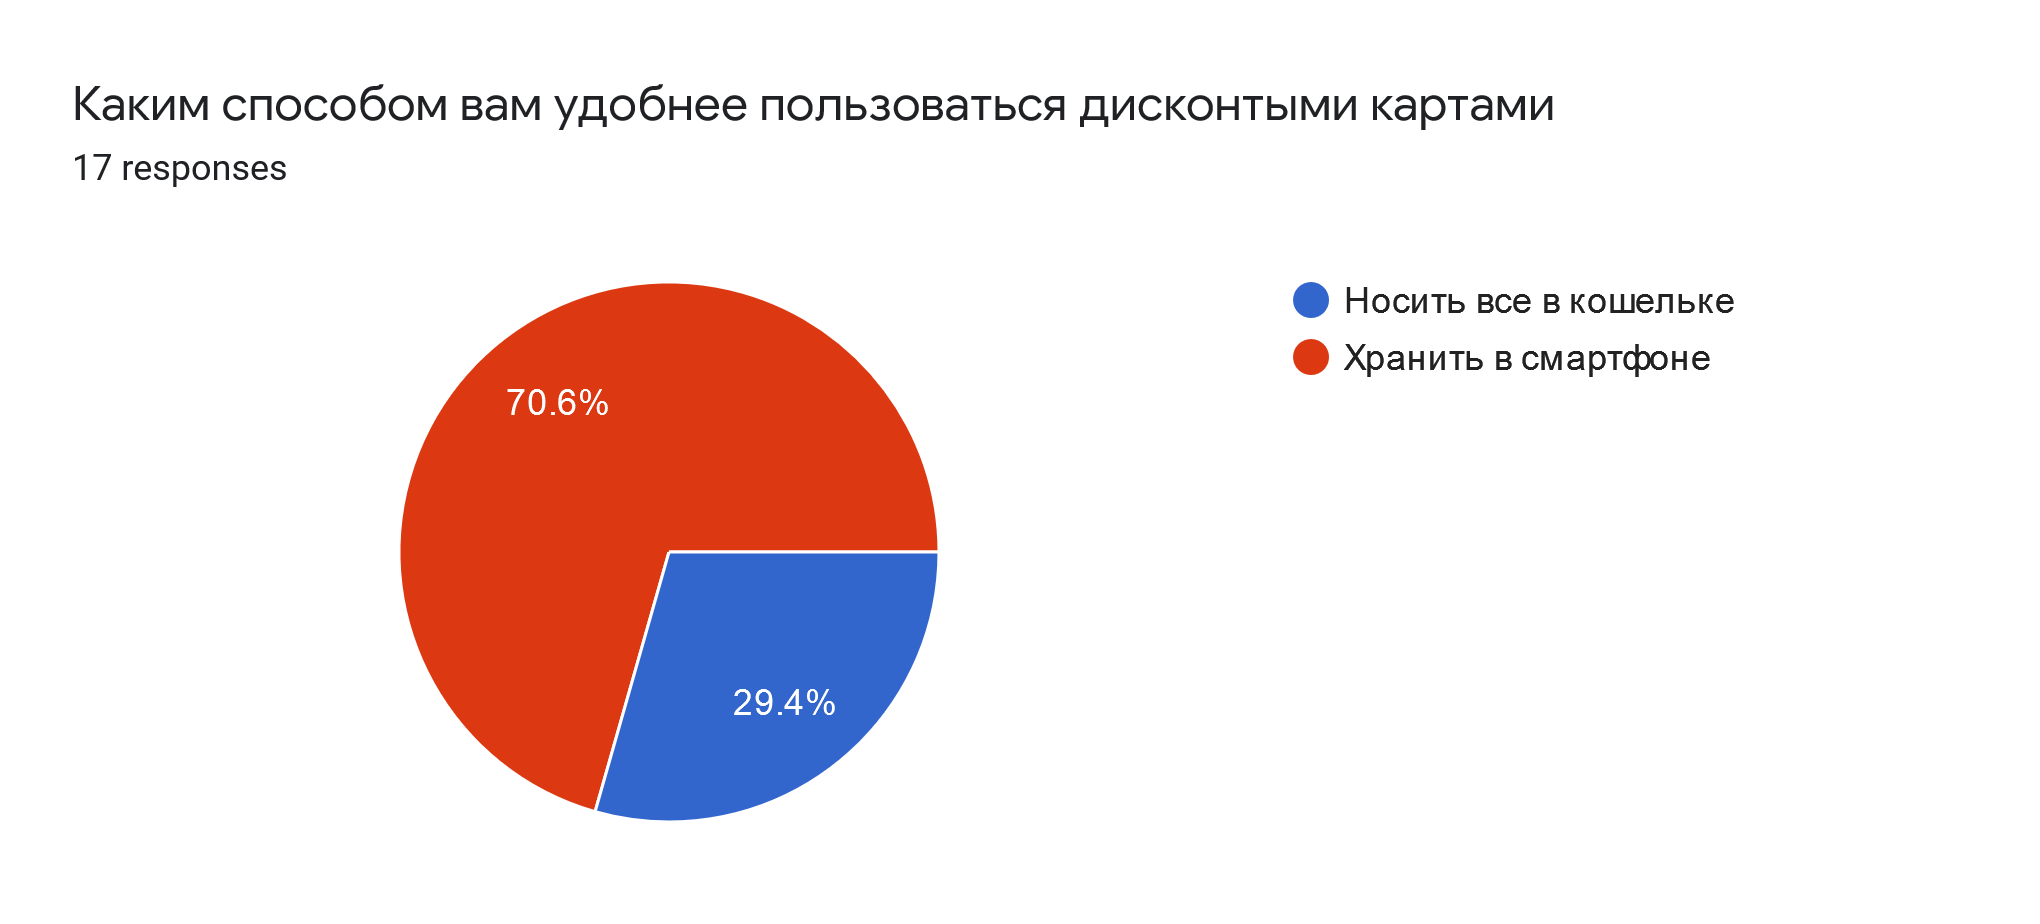 Каким способом вам удобнее пользоваться дисконтыми картами
17 responses
Носить все в кошельке
Хранить в смартфоне
70.6%
29.4%